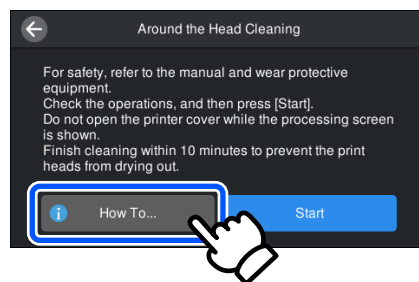 Around the Head Cleaning
For safety, refer to the manual and wear protective
equipment.
Check the operations, and then press [Start].
Do not open the printer cover while the processing screen
is shown.
Finish cleaning within 10 minutes to prevent the print
heads from drying out.
How To...
Start